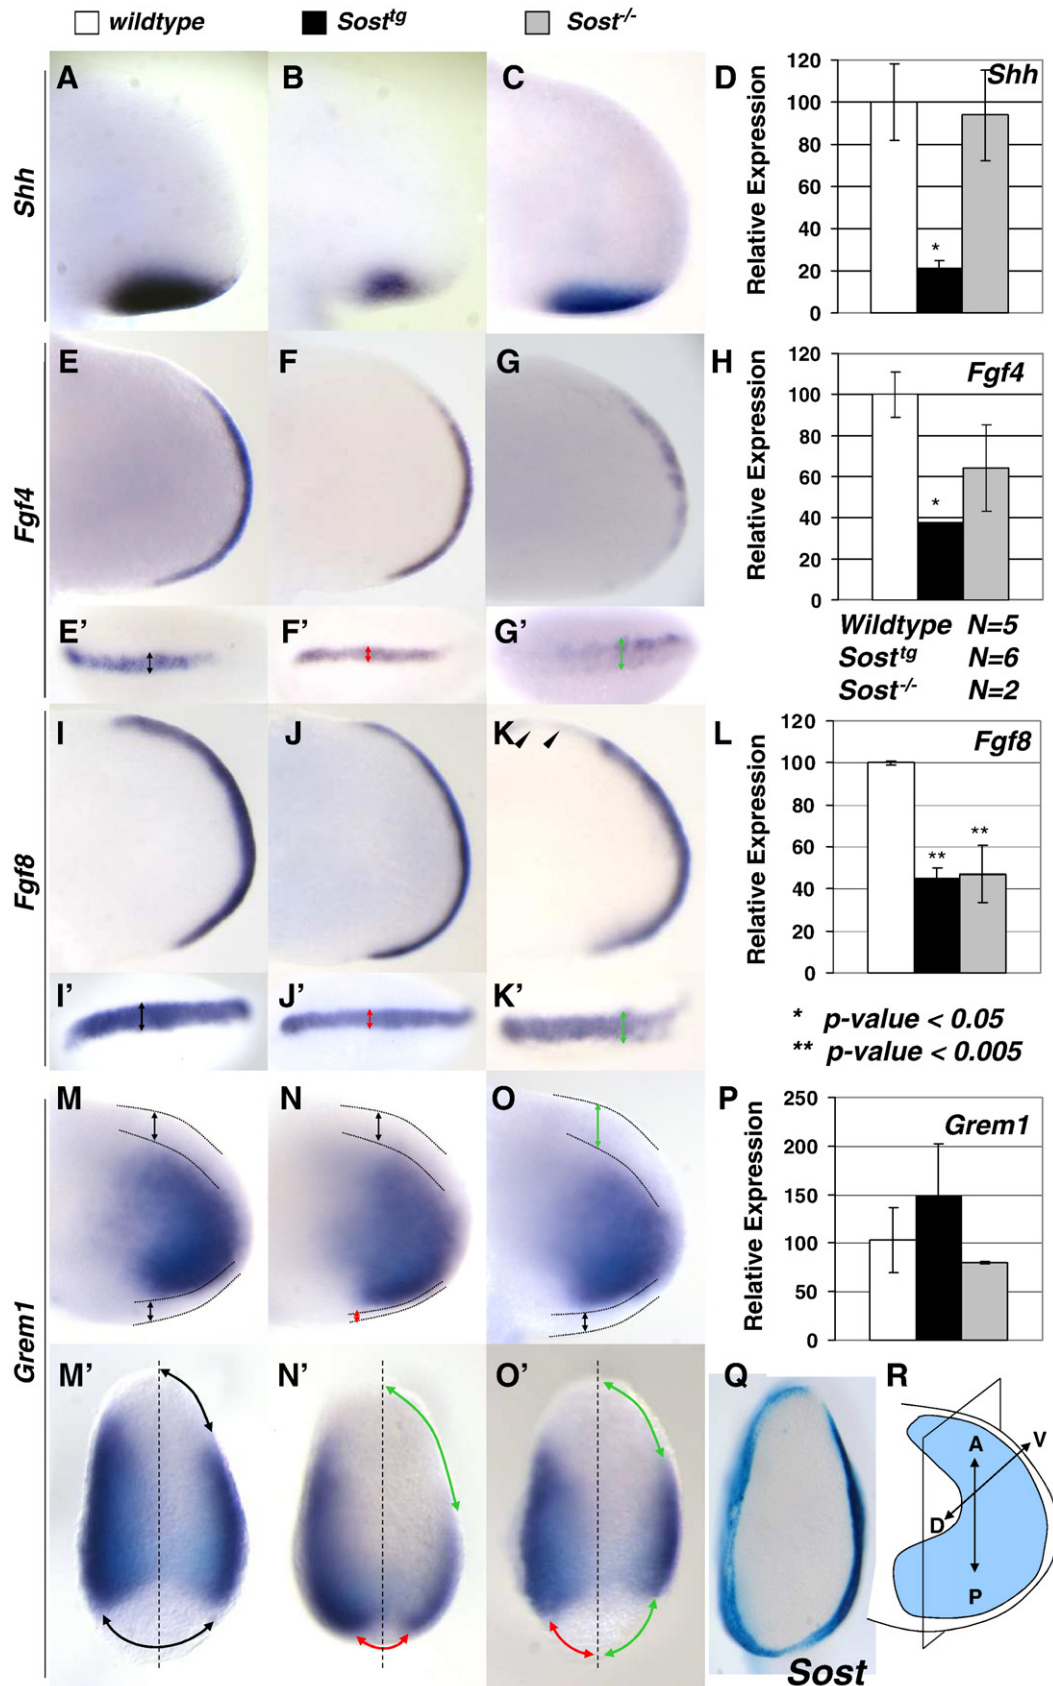 wildtype Sost^tg Sost^-/-
Shh
A B C D
Shh
Relative Expression
120
100
80
60
40
20
0
*
Fgf4
E F G H
Fgf4
Relative Expression
120
100
80
60
40
20
0
*
E' F' G'
Wildtype N=5
Sost^tg N=6
Sost^-/- N=2
Fgf8
I J K L
Fgf8
Relative Expression
120
100
80
60
40
20
0
** **
I' J' K'
* p-value < 0.05
** p-value < 0.005
Grem1
M N O P
Grem1
Relative Expression
250
200
150
100
50
0
M' N' O' Q R
A
V
D
P
Sost